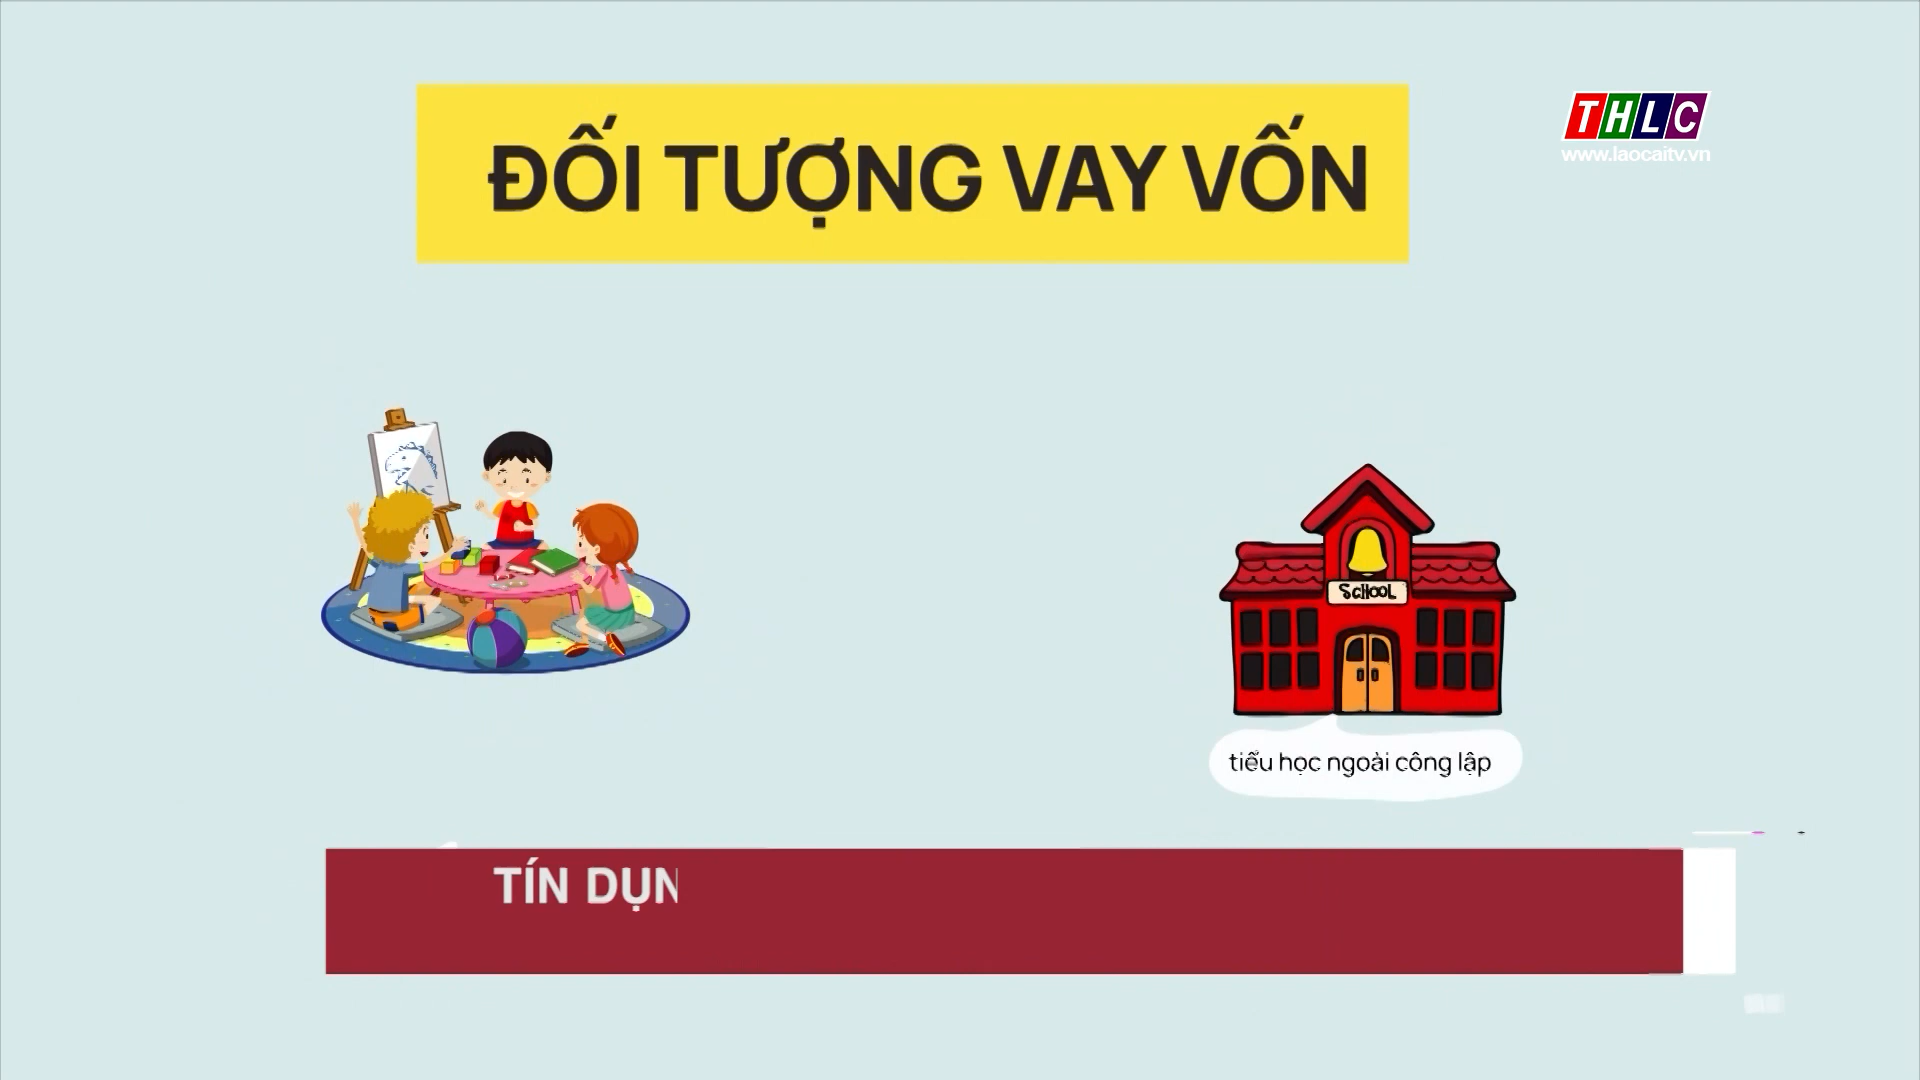 ĐỐI TƯỢNG VAY VỐN
THLC
www.laocaitv.vn
SCHOOL
tiểu học ngoài công lập
TÍN DỤN